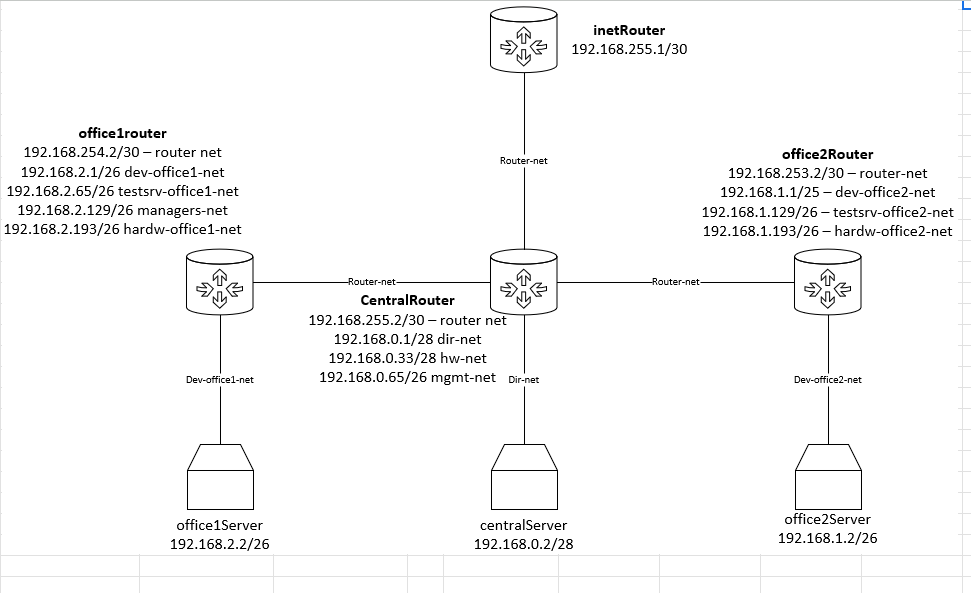 inetRouter
192.168.255.1/30
office1router
192.168.254.2/30 – router net
192.168.2.1/26 dev-office1-net
192.168.2.65/26 testsrv-office1-net
192.168.2.129/26 managers-net
192.168.2.193/26 hardw-office1-net
Router-net
office2Router
192.168.253.2/30 – router-net
192.168.1.1/25 – dev-office2-net
192.168.1.129/26 – testsrv-office2-net
192.168.1.193/26 – hardw-office2-net
Router-net
Router-net
CentralRouter
192.168.255.2/30 – router net
192.168.0.1/28 dir-net
192.168.0.33/28 hw-net
192.168.0.65/26 mgmt-net
Dev-office1-net
Dir-net
Dev-office2-net
office1Server
192.168.2.2/26
centralServer
192.168.0.2/28
office2Server
192.168.1.2/26